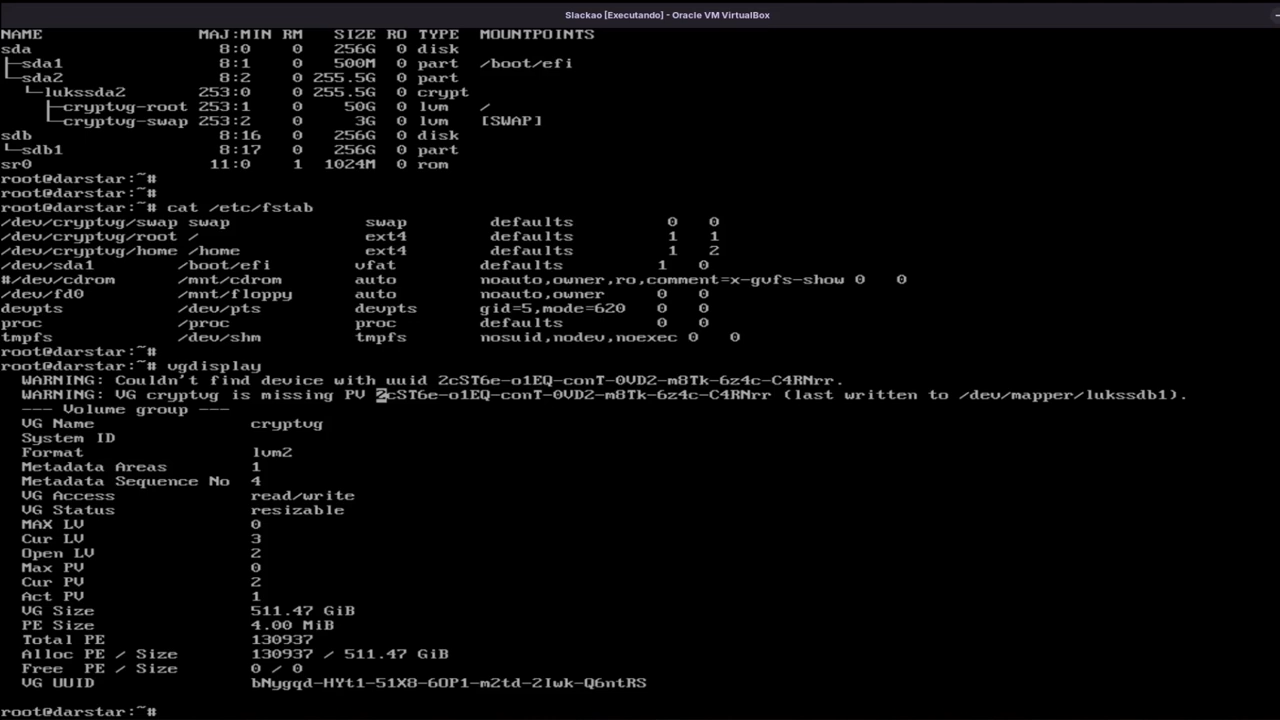 Slackao [Executando] - Oracle VM VirtualBox
NAME MAJ:MIN RM SIZE RO TYPE MOUNTPOINTS
sda 8:0 0 256G 0 disk
├─sda1 8:1 0 500M 0 part /boot/efi
└─sda2 8:2 0 255.5G 0 part
└─lukssda2 253:0 0 255.5G 0 crypt
├─cryptvg-root 253:1 0 50G 0 lvm /
└─cryptvg-swap 253:2 0 3G 0 lvm [SWAP]
sdb 8:16 0 256G 0 disk
└─sdb1 8:17 0 256G 0 part
sr0 11:0 1 1024M 0 rom
root@darstar:~#
root@darstar:~#
root@darstar:~# cat /etc/fstab
/dev/cryptvg/swap swap swap defaults 0 0
/dev/cryptvg/root / ext4 defaults 1 1
/dev/cryptvg/home /home ext4 defaults 1 2
/dev/sda1 /boot/efi vfat defaults 1 0
#/dev/cdrom /mnt/cdrom auto noauto,owner,ro,comment=x-gvfs-show 0 0
/dev/fd0 /mnt/floppy auto noauto,owner 0 0
devpts /dev/pts devpts gid=5,mode=620 0 0
proc /proc proc defaults 0 0
tmpfs /dev/shm tmpfs nosuid,nodev,noexec 0 0
root@darstar:~#
root@darstar:~# vgdisplay
WARNING: Couldn't find device with uuid 2cST6e-o1EQ-conT-0VD2-m8Tk-6z4c-C4RNrr.
WARNING: VG cryptvg is missing PV 2cST6e-o1EQ-conT-0VD2-m8Tk-6z4c-C4RNrr (last written to /dev/mapper/lukssdb1).
--- Volume group ---
VG Name cryptvg
System ID
Format lvm2
Metadata Areas 1
Metadata Sequence No 4
VG Access read/write
VG Status resizable
MAX LV 0
Cur LV 3
Open LV 2
Max PV 0
Cur PV 2
Act PV 1
VG Size 511.47 GiB
PE Size 4.00 MiB
Total PE 130937
Alloc PE / Size 130937 / 511.47 GiB
Free PE / Size 0 / 0
VG UUID bNygqd-HYt1-51X8-6OP1-m2td-2Iwk-Q6ntRS
root@darstar:~#